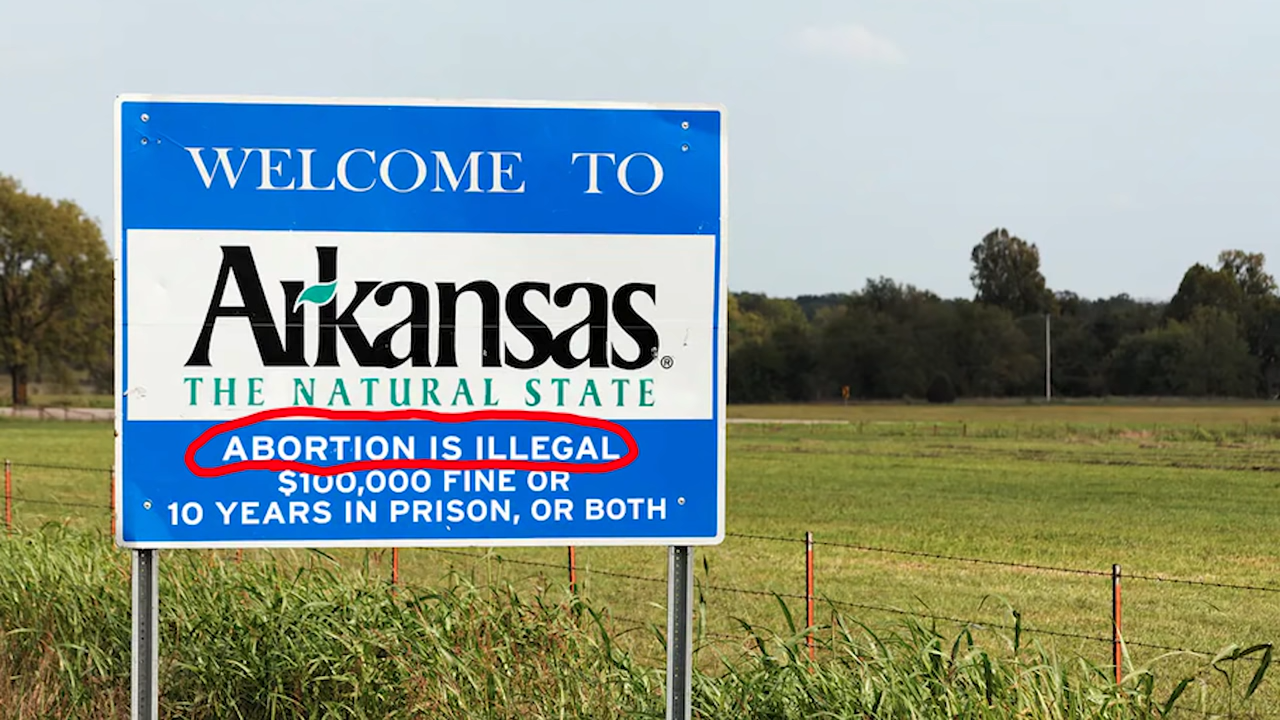 WELCOME TO
Arkansas®
THE NATURAL STATE
ABORTION IS ILLEGAL
$100,000 FINE OR
10 YEARS IN PRISON, OR BOTH